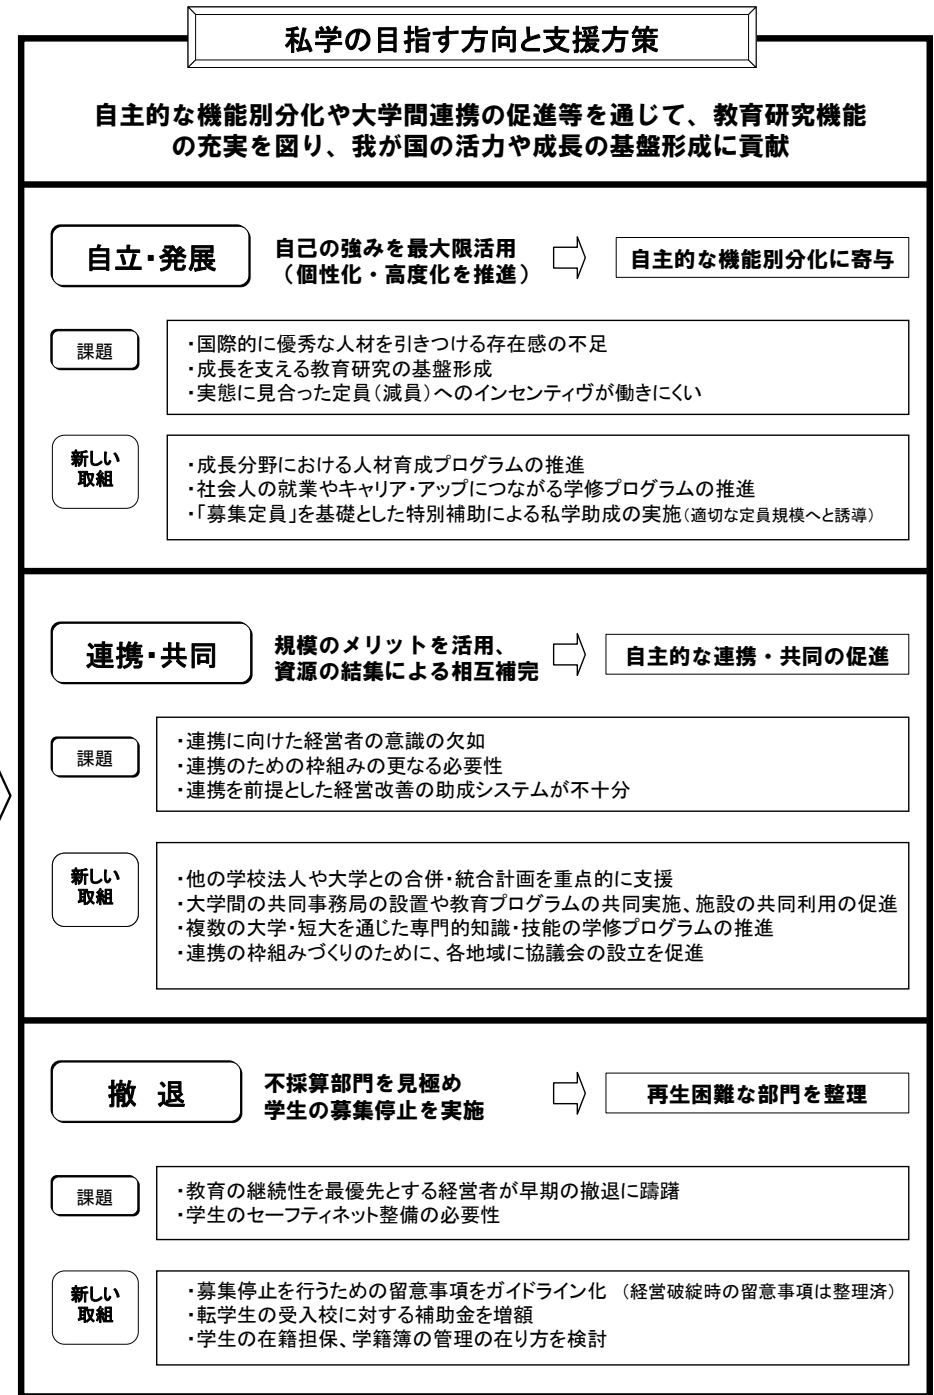 私学の目指す方向と支援方策
自主的な機能別分化や大学間連携の促進等を通じて、教育研究機能
の充実を図り、我が国の活力や成長の基盤形成に貢献
自立・発展
自己の強みを最大限活用
（個性化・高度化を推進）
自主的な機能別分化に寄与
課題
・国際的に優秀な人材を引きつける存在感の不足
・成長を支える教育研究の基盤形成
・実態に見合った定員（減員）へのインセンティヴが働きにくい
新しい
取組
・成長分野における人材育成プログラムの推進
・社会人の就業やキャリア・アップにつながる学修プログラムの推進
・「募集定員」を基礎とした特別補助による私学助成の実施（適切な定員規模へと誘導）
連携・共同
規模のメリットを活用、
資源の結集による相互補完
自主的な連携・共同の促進
課題
・連携に向けた経営者の意識の欠如
・連携のための枠組みの更なる必要性
・連携を前提とした経営改善の助成システムが不十分
新しい
取組
・他の学校法人や大学との合併・統合計画を重点的に支援
・大学間の共同事務局の設置や教育プログラムの共同実施、施設の共同利用の促進
・複数の大学・短大を通じた専門的知識・技能の学修プログラムの推進
・連携の枠組みづくりのために、各地域に協議会の設立を促進
撤 退
不採算部門を見極め
学生の募集停止を実施
再生困難な部門を整理
課題
・教育の継続性を最優先とする経営者が早期の撤退に躊躇
・学生のセーフティネット整備の必要性
新しい
取組
・募集停止を行うための留意事項をガイドライン化 （経営破綻時の留意事項は整理済）
・転学生の受入校に対する補助金を増額
・学生の在籍担保、学籍簿の管理の在り方を検討